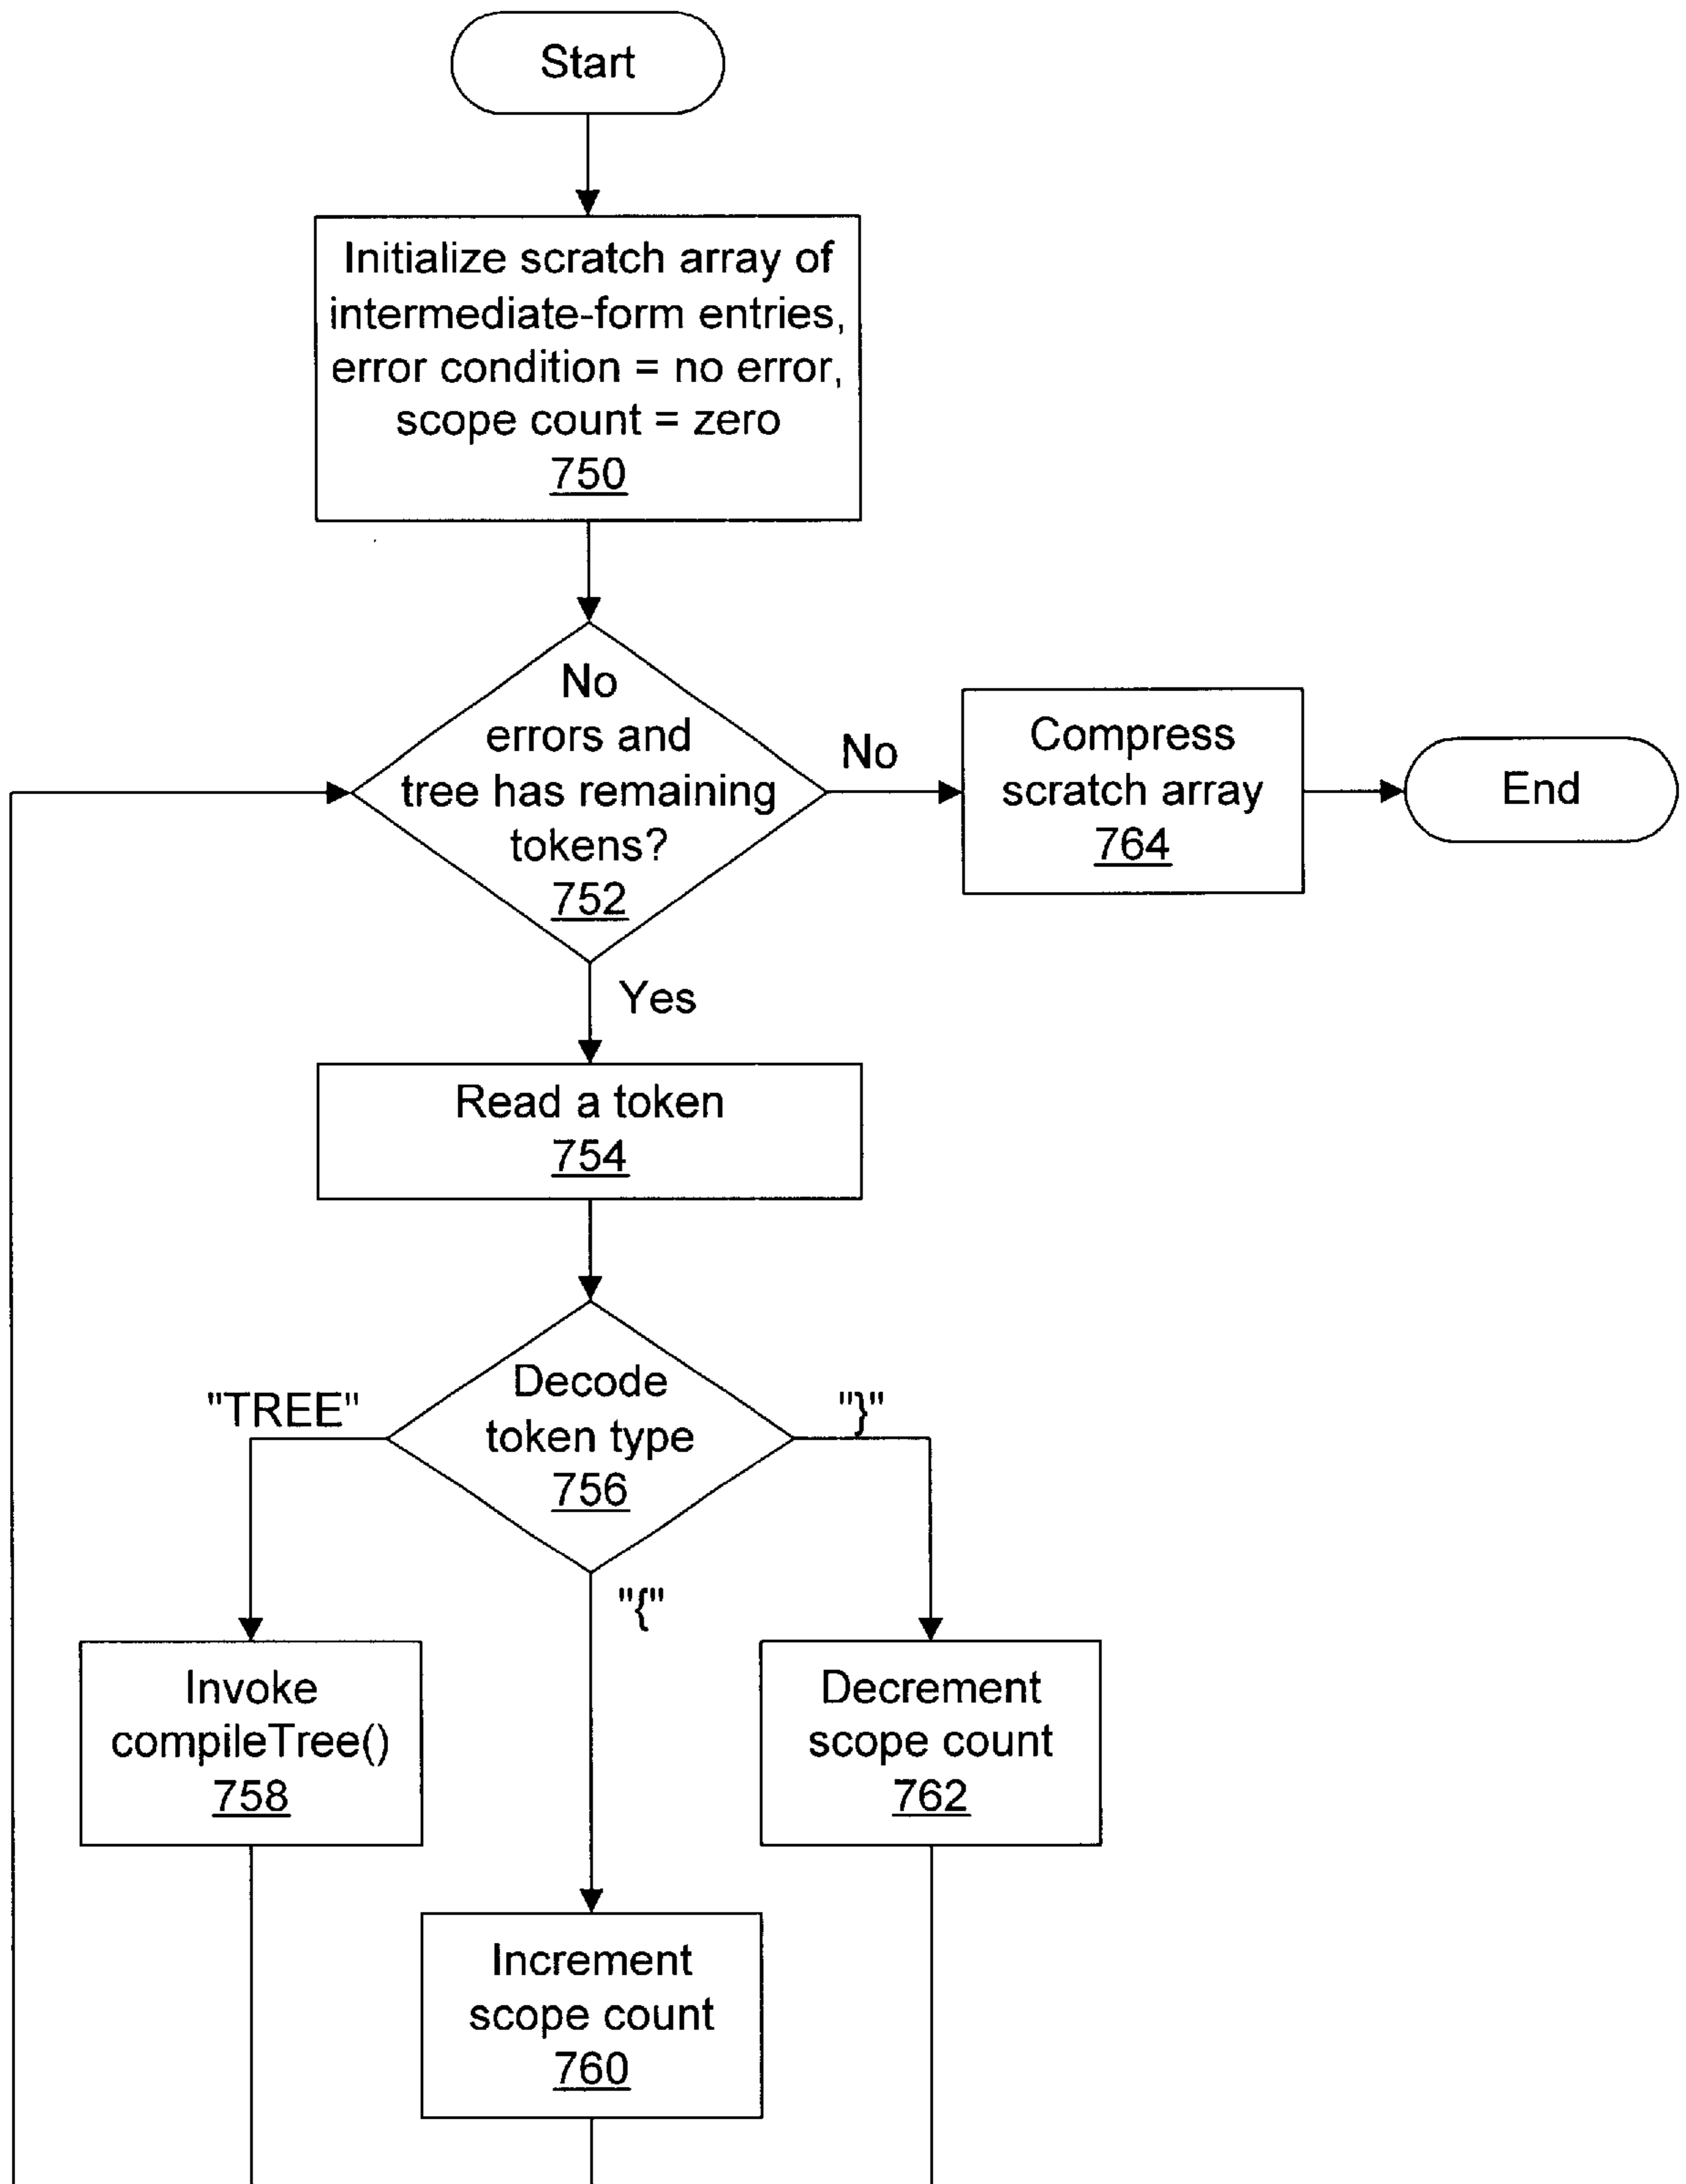 Start
Initialize scratch array of
intermediate-form entries,
error condition = no error,
scope count = zero
750
No
errors and
tree has remaining
tokens?
752
No
Compress
scratch array
764
End
Yes
Read a token
754
Decode
token type
756
"TREE"
"}"
"{"
Invoke
compileTree()
758
Decrement
scope count
762
Increment
scope count
760